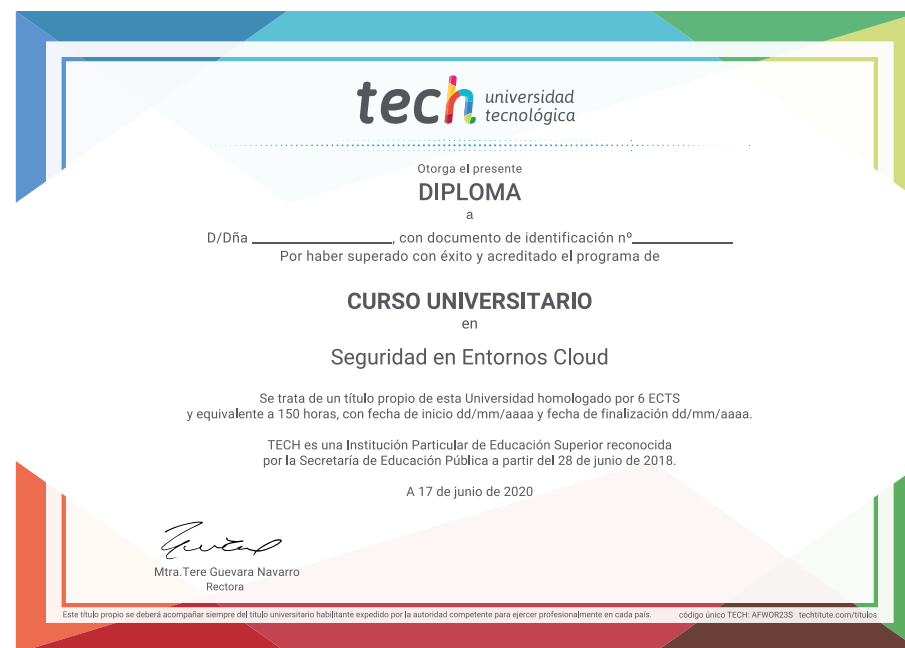 tech universidad
tecnológica
Otorga el presente
DIPLOMA
a
D/Dña ____________________, con documento de identificación nº______________
Por haber superado con éxito y acreditado el programa de
CURSO UNIVERSITARIO
en
Seguridad en Entornos Cloud
Se trata de un título propio de esta Universidad homologado por 6 ECTS
y equivalente a 150 horas, con fecha de inicio dd/mm/aaaa y fecha de finalización dd/mm/aaaa.
TECH es una Institución Particular de Educación Superior reconocida
por la Secretaría de Educación Pública a partir del 28 de junio de 2018.
A 17 de junio de 2020
Mtra.Tere Guevara Navarro
Rectora
Este título propio se deberá acompañar siempre del título universitario habilitante expedido por la autoridad competente para ejercer profesionalmente en cada país. código único TECH: AFWOR23S techtitute.com/títulos